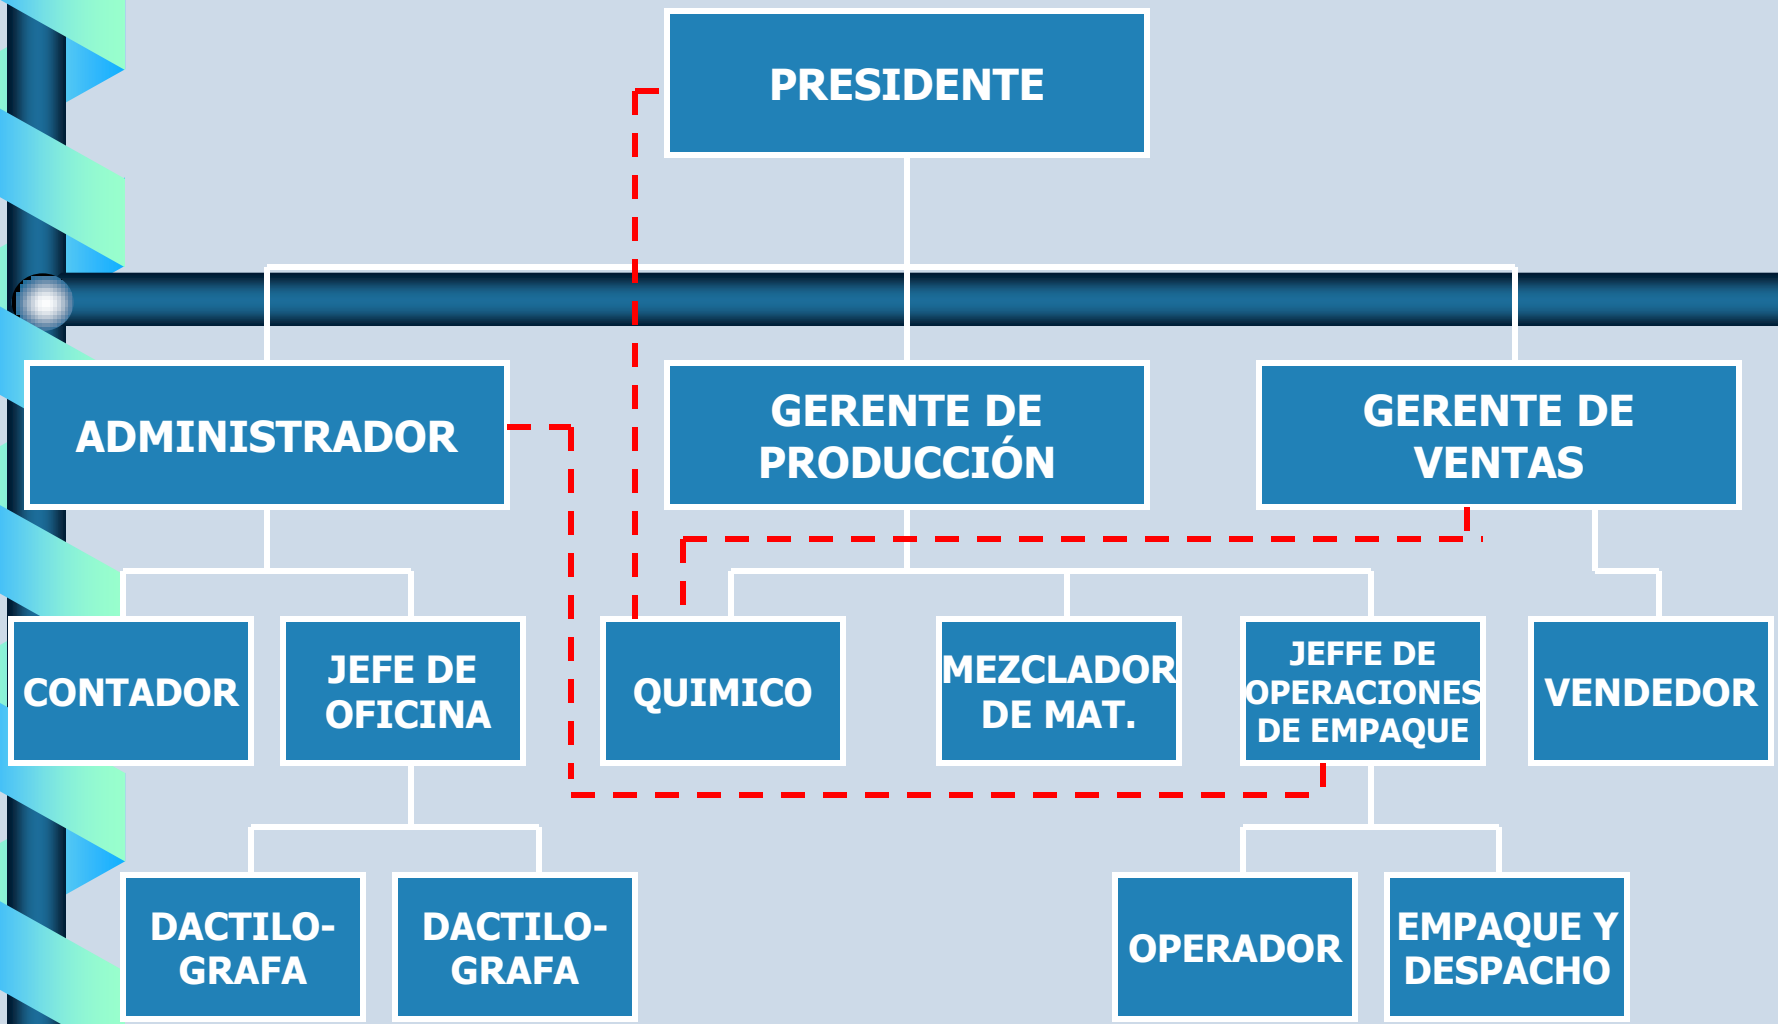 PRESIDENTE
ADMINISTRADOR
GERENTE DE
PRODUCCIÓN
GERENTE DE
VENTAS
CONTADOR
JEFE DE
OFICINA
QUIMICO
MEZCLADOR
DE MAT.
JEFFE DE
OPERACIONES
DE EMPAQUE
VENDEDOR
DACTILO-
GRAFA
DACTILO-
GRAFA
OPERADOR
EMPAQUE Y
DESPACHO